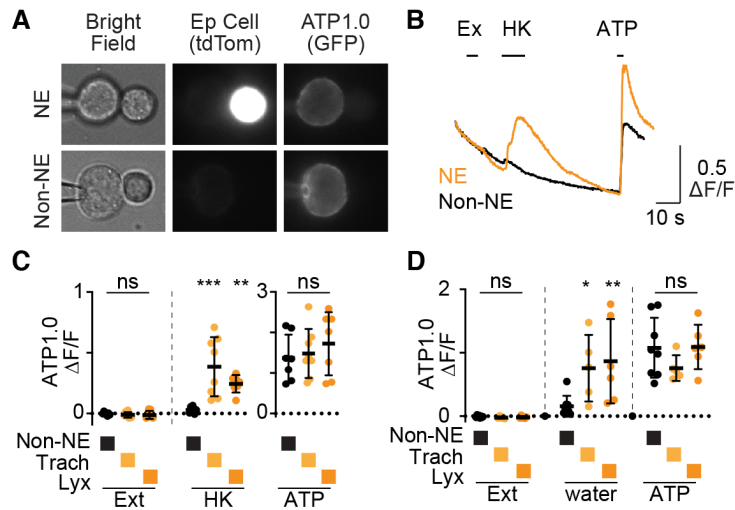 A
Bright Field
Ep Cell (tdTom)
ATP1.0 (GFP)
NE
Non-NE
B
Ex HK ATP
NE
Non-NE
0.5
ΔF/F
10 s
C
ns *** ** ns
1
0
3
0
ATP1.0
ΔF/F
Non-NE
Trach
Lyx
Ext HK ATP
D
ns * ** ns
2
0
ATP1.0
ΔF/F
Non-NE
Trach
Lyx
Ext water ATP